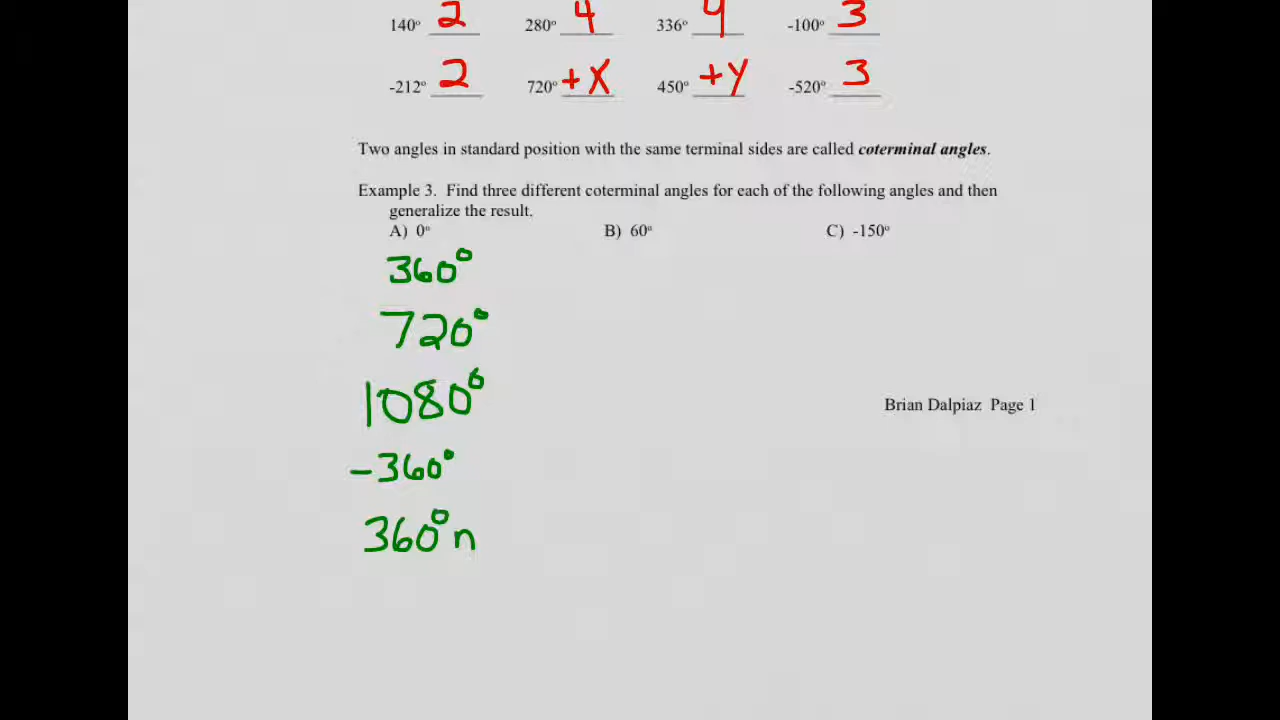 140° 2 280° 4 336° 4 -100° 3
-212° 2 720° +X 450° +Y -520° 3
Two angles in standard position with the same terminal sides are called coterminal angles.
Example 3. Find three different coterminal angles for each of the following angles and then
generalize the result.
A) 0° B) 60° C) -150°
360°
720°
1080°
Brian Dalpiaz Page 1
-360°
360°n